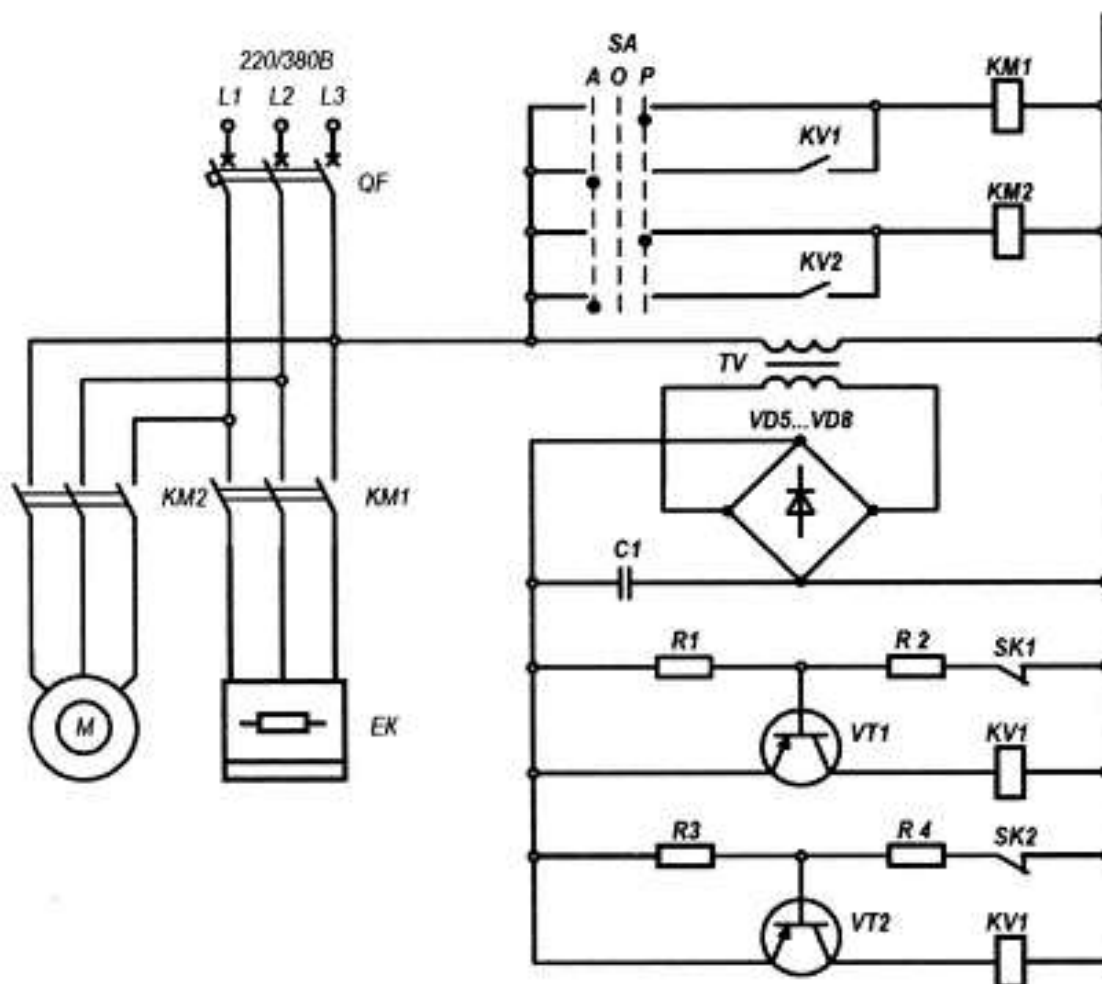 220/380В
L1 L2 L3
QF
SA
A O P
KM1
KV1
KM2
KV2
TV
VD5...VD8
KM2
KM1
C1
R1
R 2
SK1
M
EK
VT1
KV1
R3
R 4
SK2
VT2
KV1